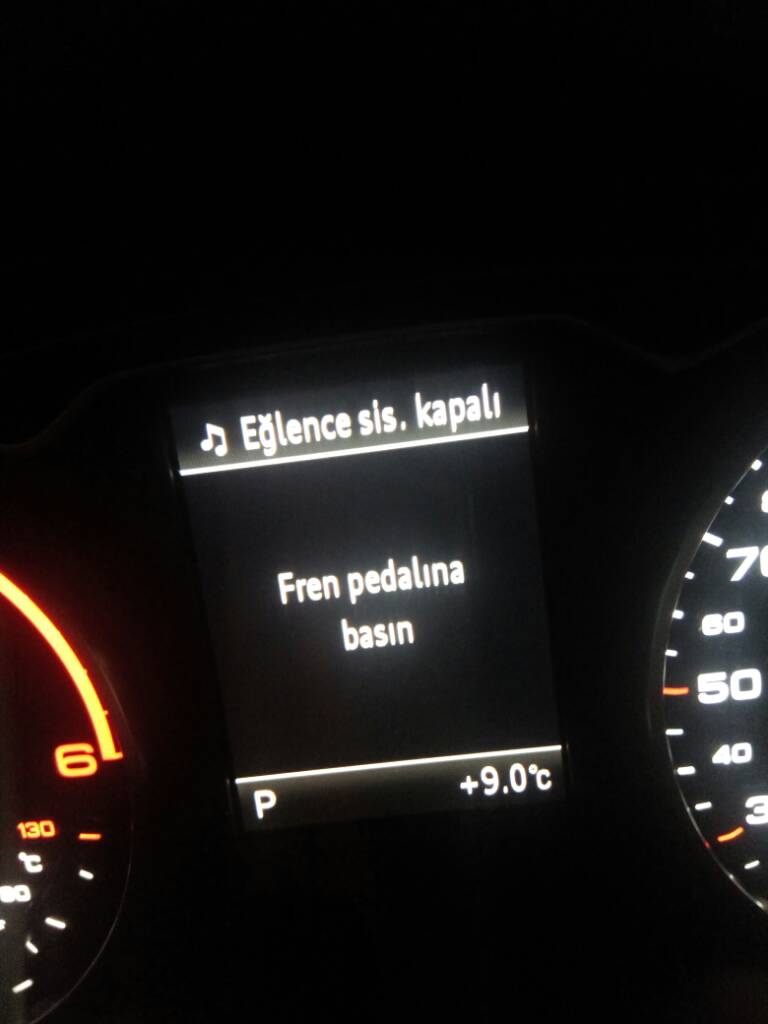 Eğlence sis. kapalı
Fren pedalına
basın
P +9.0°C
6
130
°C
70
60
50
40